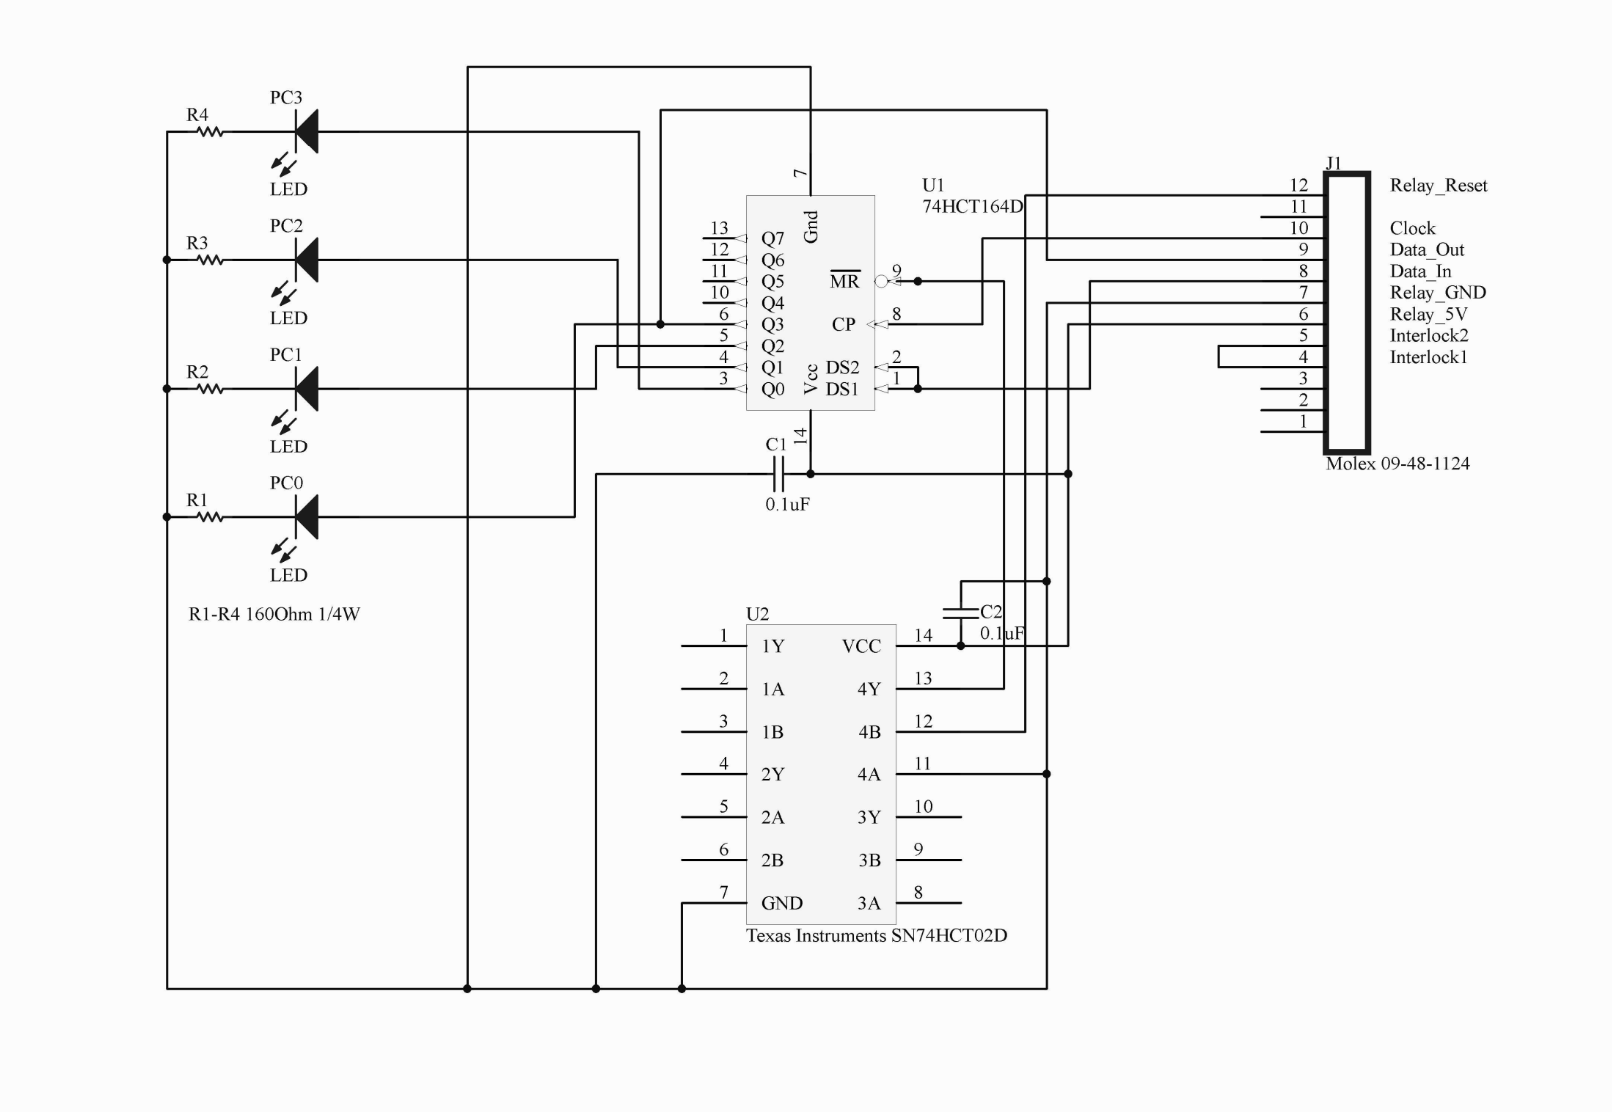 PC3
R4
LED
PC2
R3
LED
PC1
R2
LED
PC0
R1
LED
R1-R4 160Ohm 1/4W
U1
74HCT164D
7
Gnd
13 Q7
12 Q6
11 Q5
10 Q4
6 Q3
5 Q2
4 Q1
3 Q0
MR 9
CP 8
DS2 2
DS1 1
Vcc
14
C1
0.1uF
J1
12 Relay_Reset
11
10 Clock
9 Data_Out
8 Data_In
7 Relay_GND
6 Relay_5V
5 Interlock2
4 Interlock1
3
2
1
Molex 09-48-1124
C2
0.1uF
U2
1 1Y VCC 14
2 1A 4Y 13
3 1B 4B 12
4 2Y 4A 11
5 2A 3Y 10
6 2B 3B 9
7 GND 3A 8
Texas Instruments SN74HCT02D